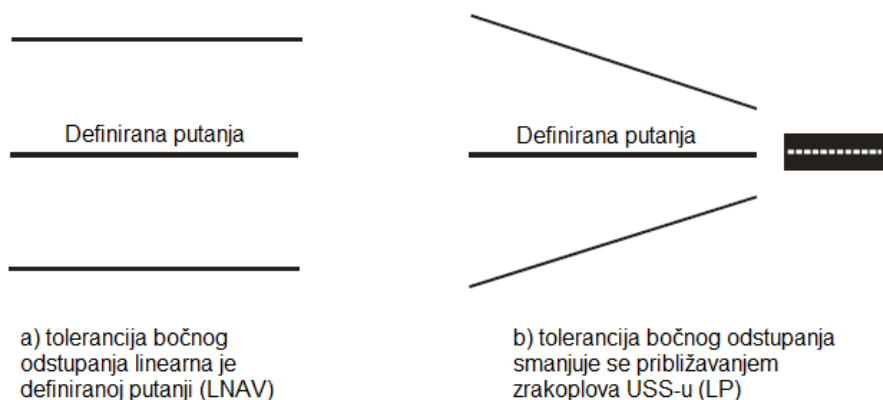 Definirana putanja
Definirana putanja
a) tolerancija bočnog
odstupanja linearna je
definiranoj putanji (LNAV)
b) tolerancija bočnog odstupanja
smanjuje se približavanjem
zrakoplova USS-u (LP)